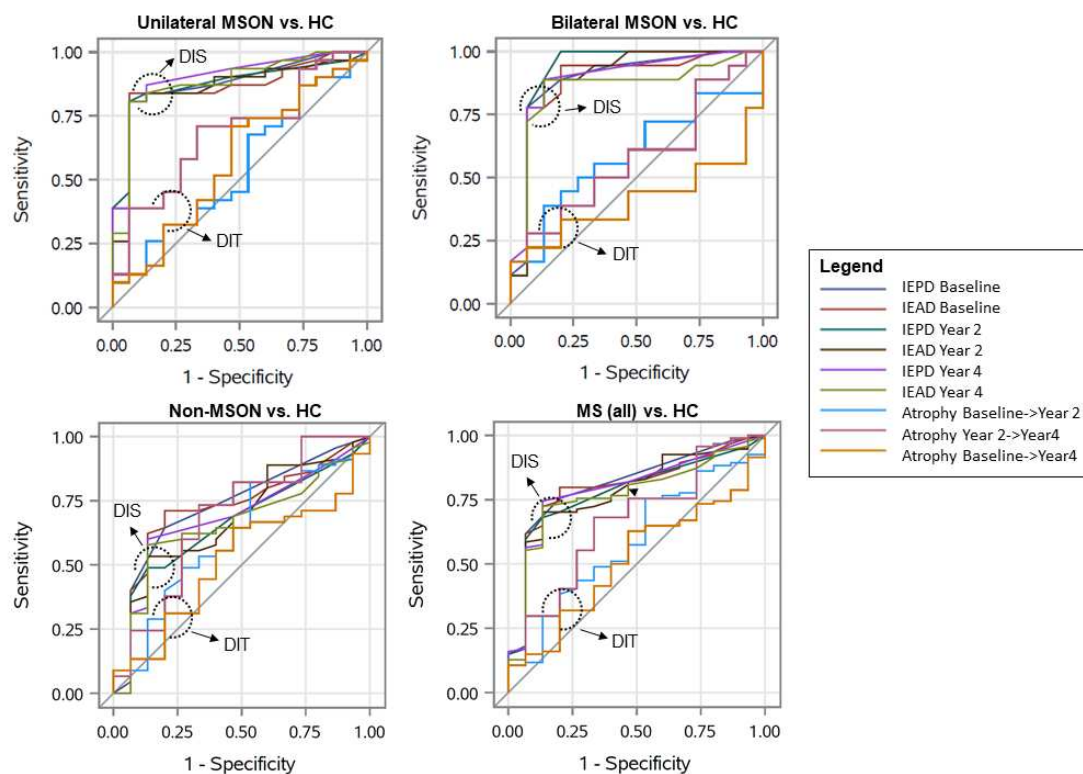 Unilateral MSON vs. HC
1.00
0.75
0.50
0.25
0.00
Sensitivity
DIS
DIT
0.00 0.25 0.50 0.75 1.00
1 - Specificity
Bilateral MSON vs. HC
1.00
0.75
0.50
0.25
0.00
Sensitivity
DIS
DIT
0.00 0.25 0.50 0.75 1.00
1 - Specificity
Non-MSON vs. HC
1.00
0.75
0.50
0.25
0.00
Sensitivity
DIS
DIT
0.00 0.25 0.50 0.75 1.00
1 - Specificity
MS (all) vs. HC
1.00
0.75
0.50
0.25
0.00
Sensitivity
DIS
DIT
0.00 0.25 0.50 0.75 1.00
1 - Specificity
Legend
IEPD Baseline
IEAD Baseline
IEPD Year 2
IEAD Year 2
IEPD Year 4
IEAD Year 4
Atrophy Baseline->Year 2
Atrophy Year 2->Year4
Atrophy Baseline->Year4